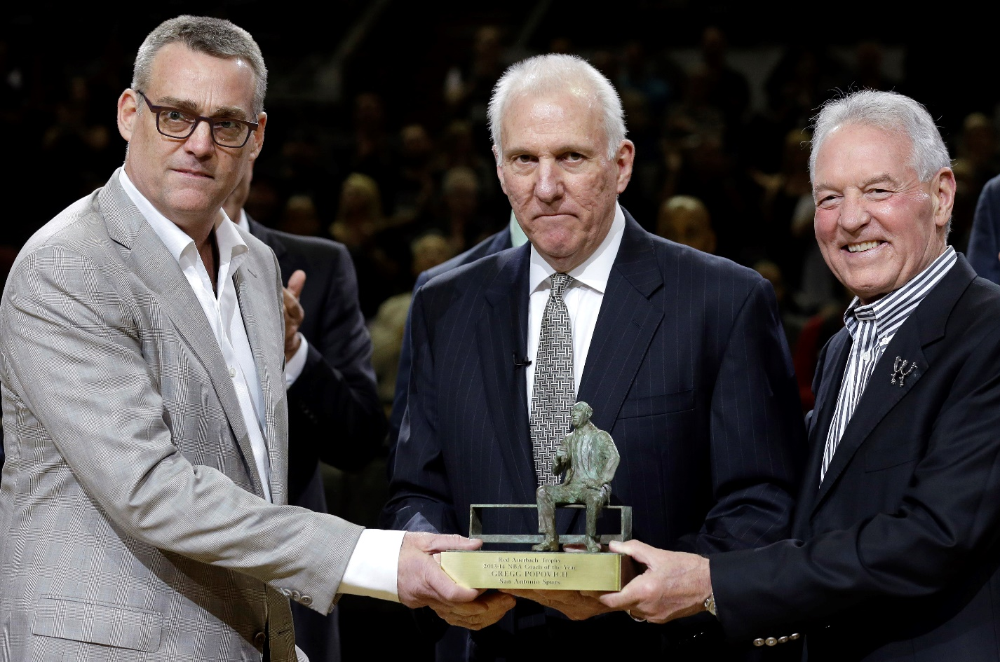 Red Auerbach Trophy
2013-14 NBA Coach of the Year
GREGG POPOVICH
San Antonio Spurs